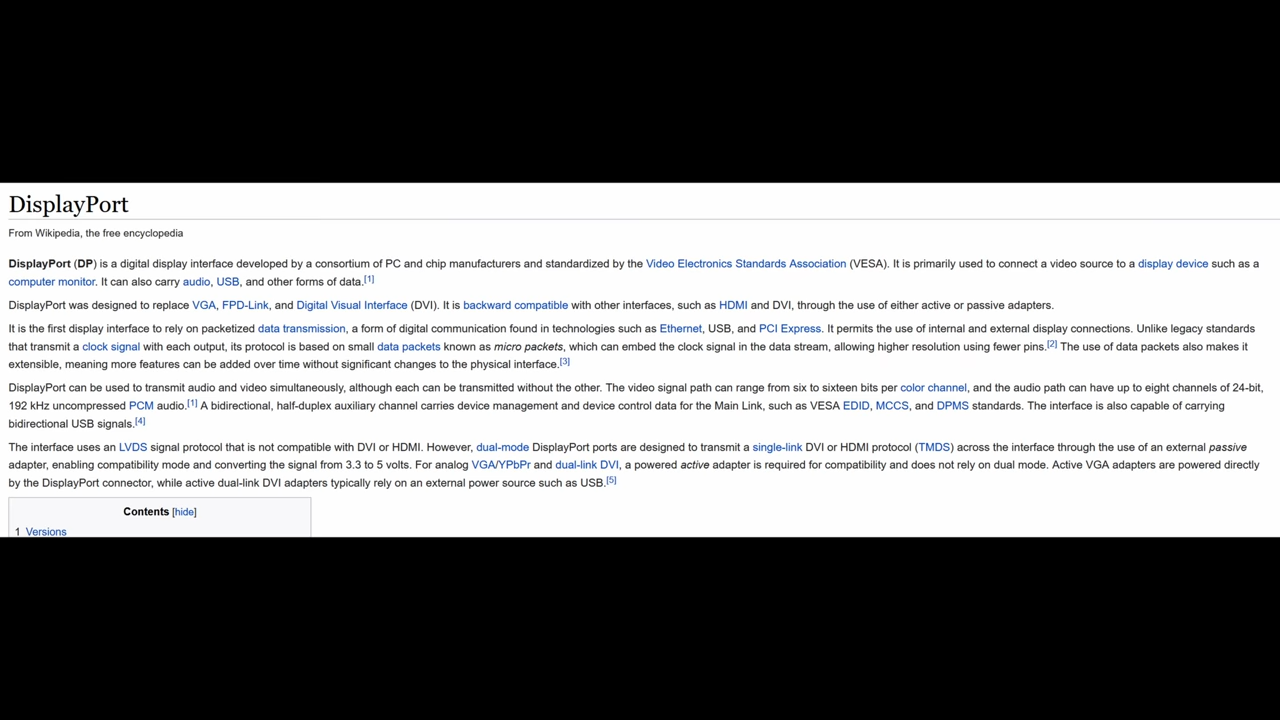 DisplayPort
From Wikipedia, the free encyclopedia
DisplayPort (DP) is a digital display interface developed by a consortium of PC and chip manufacturers and standardized by the Video Electronics Standards Association (VESA). It is primarily used to connect a video source to a display device such as a
computer monitor. It can also carry audio, USB, and other forms of data.[1]
DisplayPort was designed to replace VGA, FPD-Link, and Digital Visual Interface (DVI). It is backward compatible with other interfaces, such as HDMI and DVI, through the use of either active or passive adapters.
It is the first display interface to rely on packetized data transmission, a form of digital communication found in technologies such as Ethernet, USB, and PCI Express. It permits the use of internal and external display connections. Unlike legacy standards
that transmit a clock signal with each output, its protocol is based on small data packets known as micro packets, which can embed the clock signal in the data stream, allowing higher resolution using fewer pins.[2] The use of data packets also makes it
extensible, meaning more features can be added over time without significant changes to the physical interface.[3]
DisplayPort can be used to transmit audio and video simultaneously, although each can be transmitted without the other. The video signal path can range from six to sixteen bits per color channel, and the audio path can have up to eight channels of 24-bit,
192 kHz uncompressed PCM audio.[1] A bidirectional, half-duplex auxiliary channel carries device management and device control data for the Main Link, such as VESA EDID, MCCS, and DPMS standards. The interface is also capable of carrying
bidirectional USB signals.[4]
The interface uses an LVDS signal protocol that is not compatible with DVI or HDMI. However, dual-mode DisplayPort ports are designed to transmit a single-link DVI or HDMI protocol (TMDS) across the interface through the use of an external passive
adapter, enabling compatibility mode and converting the signal from 3.3 to 5 volts. For analog VGA/YPbPr and dual-link DVI, a powered active adapter is required for compatibility and does not rely on dual mode. Active VGA adapters are powered directly
by the DisplayPort connector, while active dual-link DVI adapters typically rely on an external power source such as USB.[5]
Contents [hide]
1 Versions